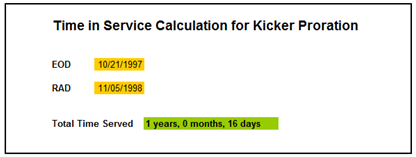 Time in Service Calculation for Kicker Proration
EOD 10/21/1997
RAD 11/05/1998
Total Time Served 1 years, 0 months, 16 days